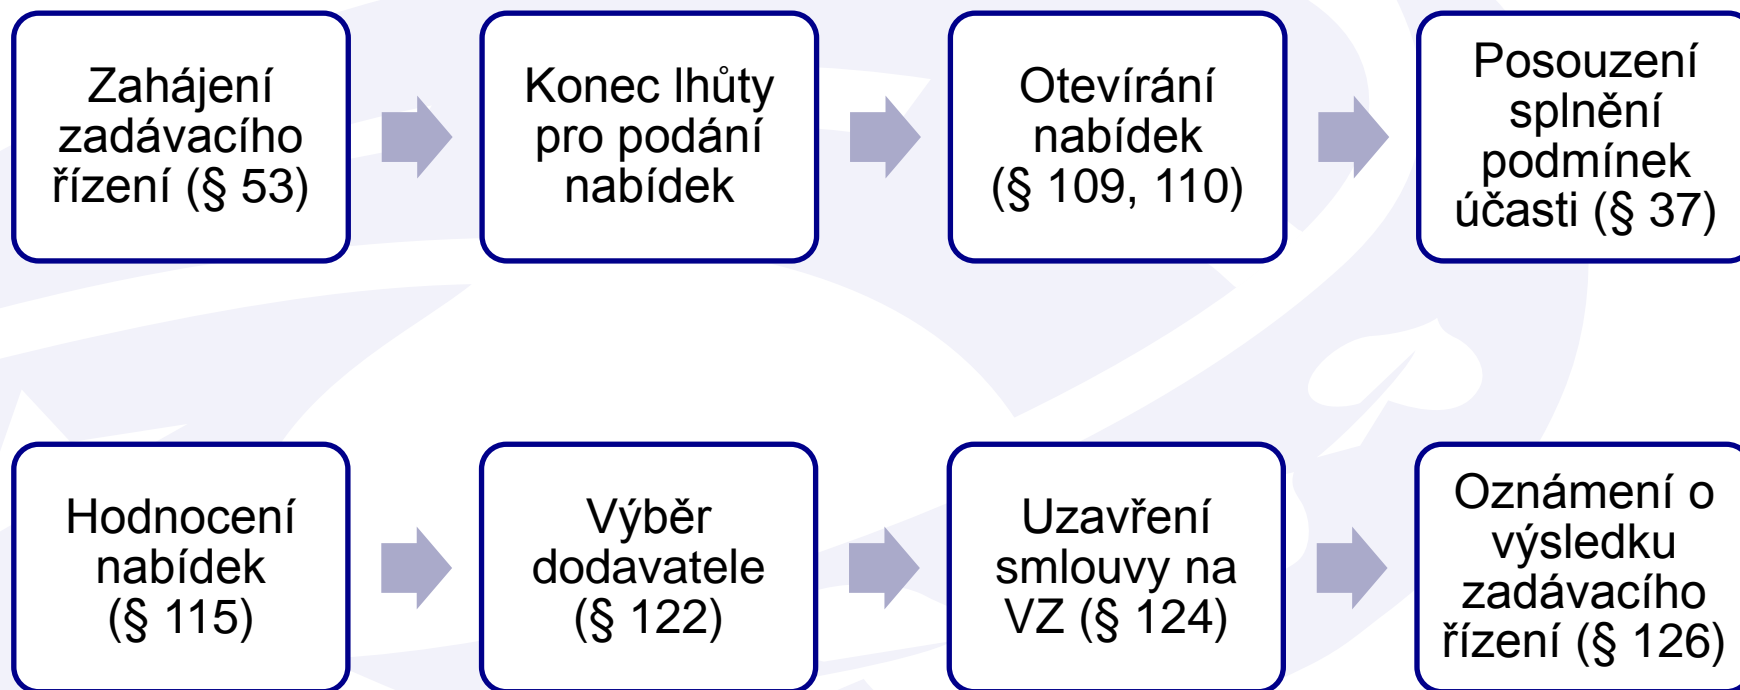 Zahájení
zadávacího
řízení (§ 53)
Konec lhůty
pro podání
nabídek
Otevírání
nabídek
(§ 109, 110)
Posouzení
splnění
podmínek
účasti (§ 37)
Hodnocení
nabídek
(§ 115)
Výběr
dodavatele
(§ 122)
Uzavření
smlouvy na
VZ (§ 124)
Oznámení o
výsledku
zadávacího
řízení (§ 126)